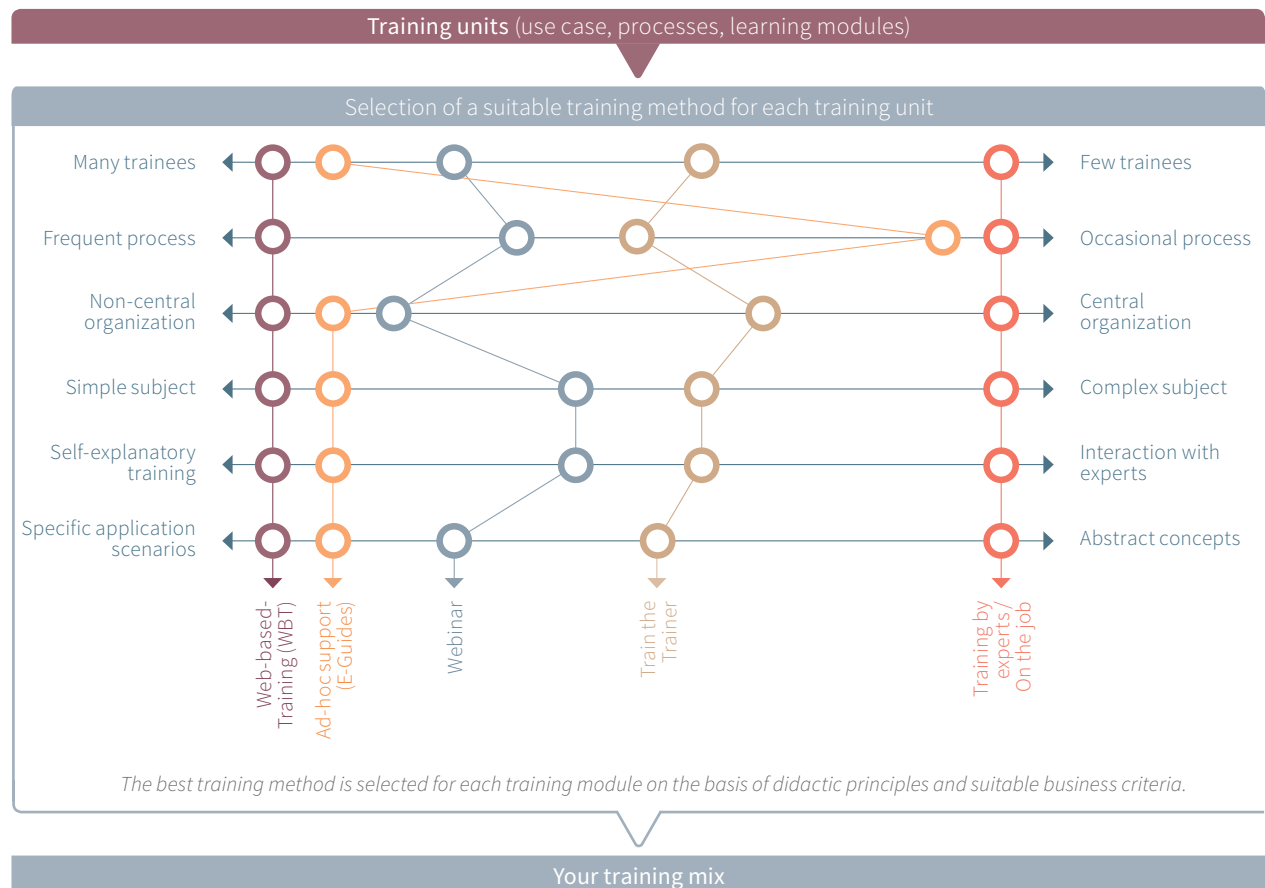 Training units (use case, processes, learning modules)
Selection of a suitable training method for each training unit
Many trainees
Few trainees
Frequent process
Occasional process
Non-central
organization
Central
organization
Simple subject
Complex subject
Self-explanatory
training
Interaction with
experts
Specific application
scenarios
Abstract concepts
Web-based-
Training (WBT)
Ad-hoc support
(E-Guides)
Webinar
Train the
Trainer
Training by
experts /
On the job
The best training method is selected for each training module on the basis of didactic principles and suitable business criteria.
Your training mix